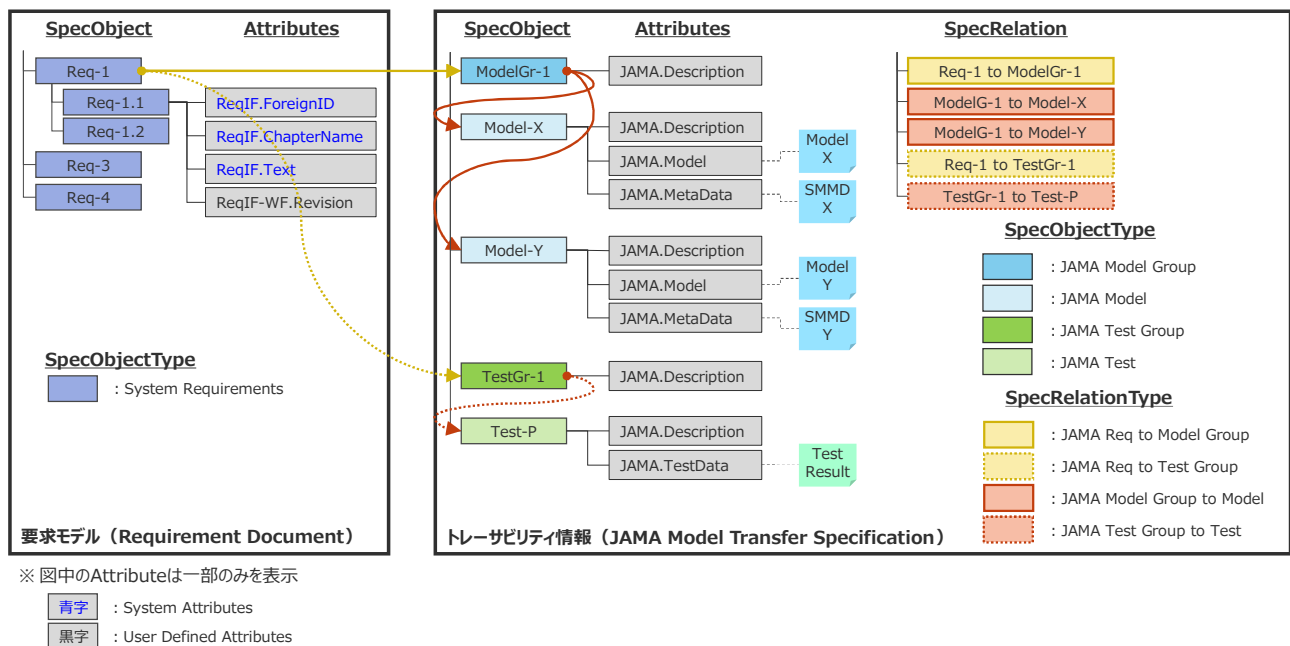 SpecObject
Attributes
Req-1
Req-1.1
ReqIF.ForeignID
Req-1.2
ReqIF.ChapterName
Req-3
ReqIF.Text
Req-4
ReqIF-WF.Revision
SpecObjectType
: System Requirements
要求モデル（Requirement Document）
SpecObject
Attributes
ModelGr-1
JAMA.Description
Model-X
JAMA.Description
JAMA.Model
Model
X
JAMA.MetaData
SMMD
X
Model-Y
JAMA.Description
JAMA.Model
Model
Y
JAMA.MetaData
SMMD
Y
TestGr-1
JAMA.Description
Test-P
JAMA.Description
JAMA.TestData
Test
Result
トレーサビリティ情報（JAMA Model Transfer Specification）
SpecRelation
Req-1 to ModelGr-1
ModelG-1 to Model-X
ModelG-1 to Model-Y
Req-1 to TestGr-1
TestGr-1 to Test-P
SpecObjectType
: JAMA Model Group
: JAMA Model
: JAMA Test Group
: JAMA Test
SpecRelationType
: JAMA Req to Model Group
: JAMA Req to Test Group
: JAMA Model Group to Model
: JAMA Test Group to Test
※ 図中のAttributeは一部のみを表示
青字 : System Attributes
黒字 : User Defined Attributes